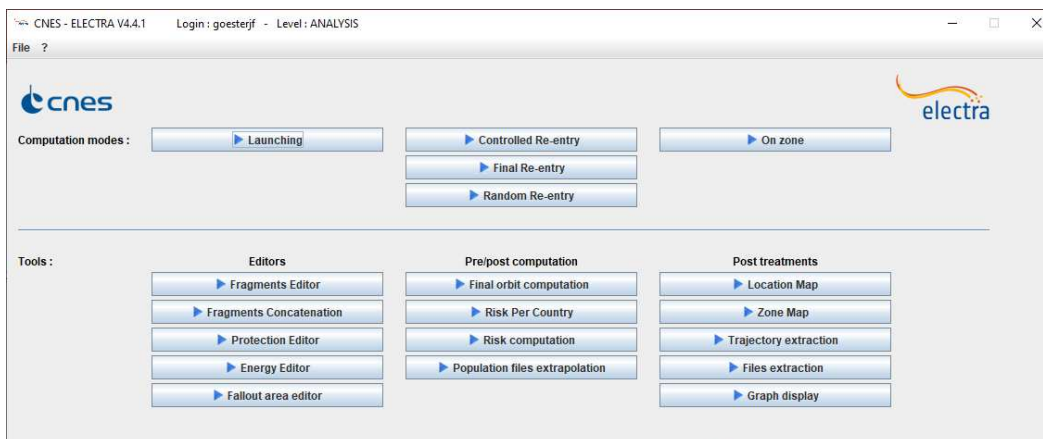 CNES - ELECTRA V4.4.1 Login : goesterjf - Level : ANALYSIS
File ?
cnes
electra
Computation modes : Launching Controlled Re-entry On zone
Final Re-entry
Random Re-entry
Tools : Editors Pre/post computation Post treatments
Fragments Editor Final orbit computation Location Map
Fragments Concatenation Risk Per Country Zone Map
Protection Editor Risk computation Trajectory extraction
Energy Editor Population files extrapolation Files extraction
Fallout area editor Graph display